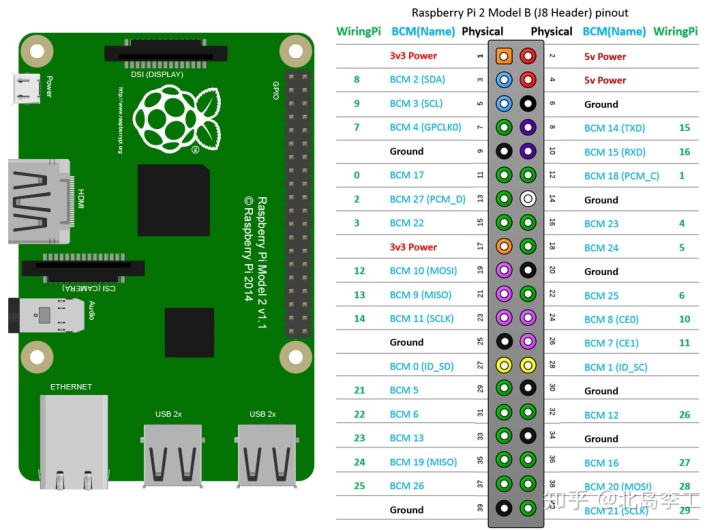 Raspberry Pi 2 Model B (J8 Header) pinout
WiringPi BCM(Name) Physical Physical BCM(Name) WiringPi
3v3 Power 1 2 5v Power
8 BCM 2 (SDA) 3 4 5v Power
9 BCM 3 (SCL) 5 6 Ground
7 BCM 4 (GPCLK0) 7 8 BCM 14 (TXD) 15
Ground 9 10 BCM 15 (RXD) 16
0 BCM 17 11 12 BCM 18 (PCM_C) 1
2 BCM 27 (PCM_D) 13 14 Ground
3 BCM 22 15 16 BCM 23 4
3v3 Power 17 18 BCM 24 5
12 BCM 10 (MOSI) 19 20 Ground
13 BCM 9 (MISO) 21 22 BCM 25 6
14 BCM 11 (SCLK) 23 24 BCM 8 (CE0) 10
Ground 25 26 BCM 7 (CE1) 11
BCM 0 (ID_SD) 27 28 BCM 1 (ID_SC)
21 BCM 5 29 30 Ground
22 BCM 6 31 32 BCM 12 26
23 BCM 13 33 34 Ground
24 BCM 19 (MISO) 35 36 BCM 16 27
25 BCM 26 37 38 BCM 20 (MOSI) 28
Ground 39 BCM 21 (SCLK) 29
DSI (DISPLAY)
Power
http://www.raspberrypi.org
®
GPIO
HDMI
Raspberry Pi Model 2 v1.1
© Raspberry Pi 2014
CSI (CAMERA)
Audio
ETHERNET
USB 2x
USB 2x
知乎 @北岛李工